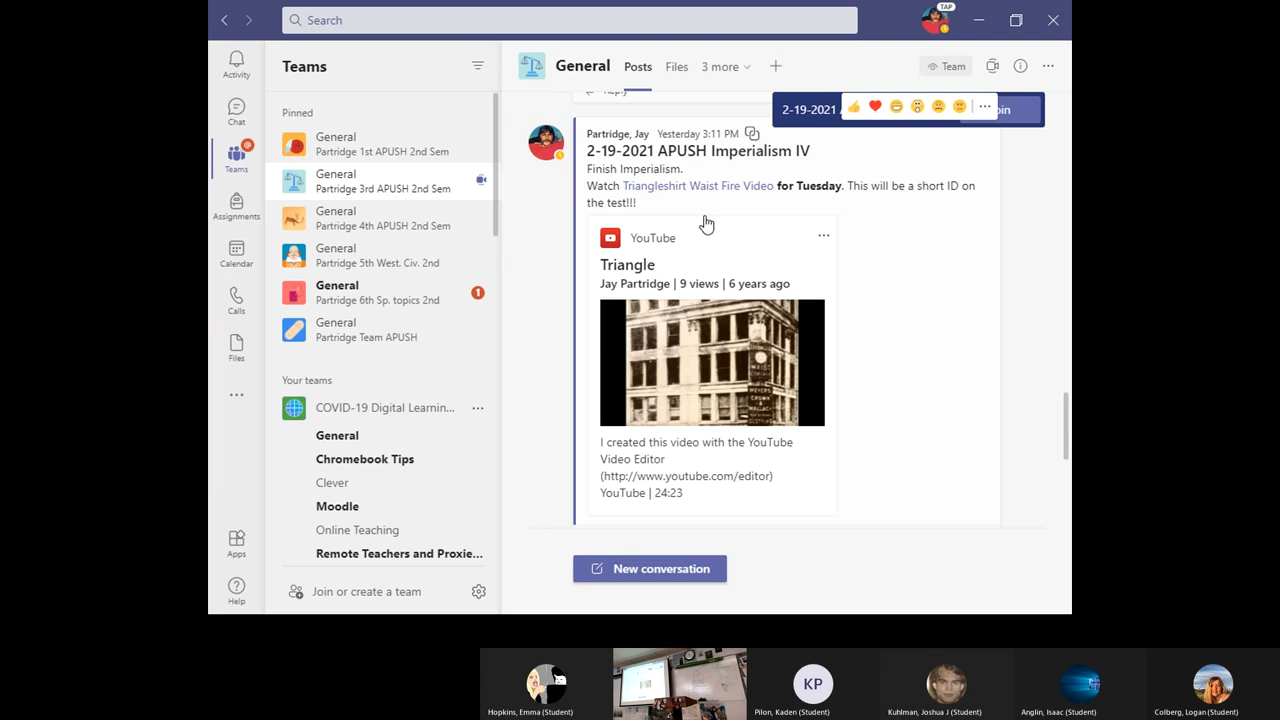 Search
TAP
Activity
Chat
Teams
Assignments
Calendar
Calls
Files
Apps
Help
Teams
Pinned
General
Partridge 1st APUSH 2nd Sem
General
Partridge 3rd APUSH 2nd Sem
General
Partridge 4th APUSH 2nd Sem
General
Partridge 5th West. Civ. 2nd
General
Partridge 6th Sp. topics 2nd
1
General
Partridge Team APUSH
Your teams
COVID-19 Digital Learnin...
General
Chromebook Tips
Clever
Moodle
Online Teaching
Remote Teachers and Proxie...
Join or create a team
General
Posts
Files
3 more
Team
2-19-2021
Partridge, Jay Yesterday 3:11 PM
2-19-2021 APUSH Imperialism IV
Finish Imperialism.
Watch Triangleshirt Waist Fire Video for Tuesday. This will be a short ID on
the test!!!
YouTube
Triangle
Jay Partridge | 9 views | 6 years ago
I created this video with the YouTube
Video Editor
(http://www.youtube.com/editor)
YouTube | 24:23
New conversation
Hopkins, Emma (Student)
KP
Pilon, Kaden (Student)
Kuhlman, Joshua J (Student)
Anglin, Isaac (Student)
Colberg, Logan (Student)